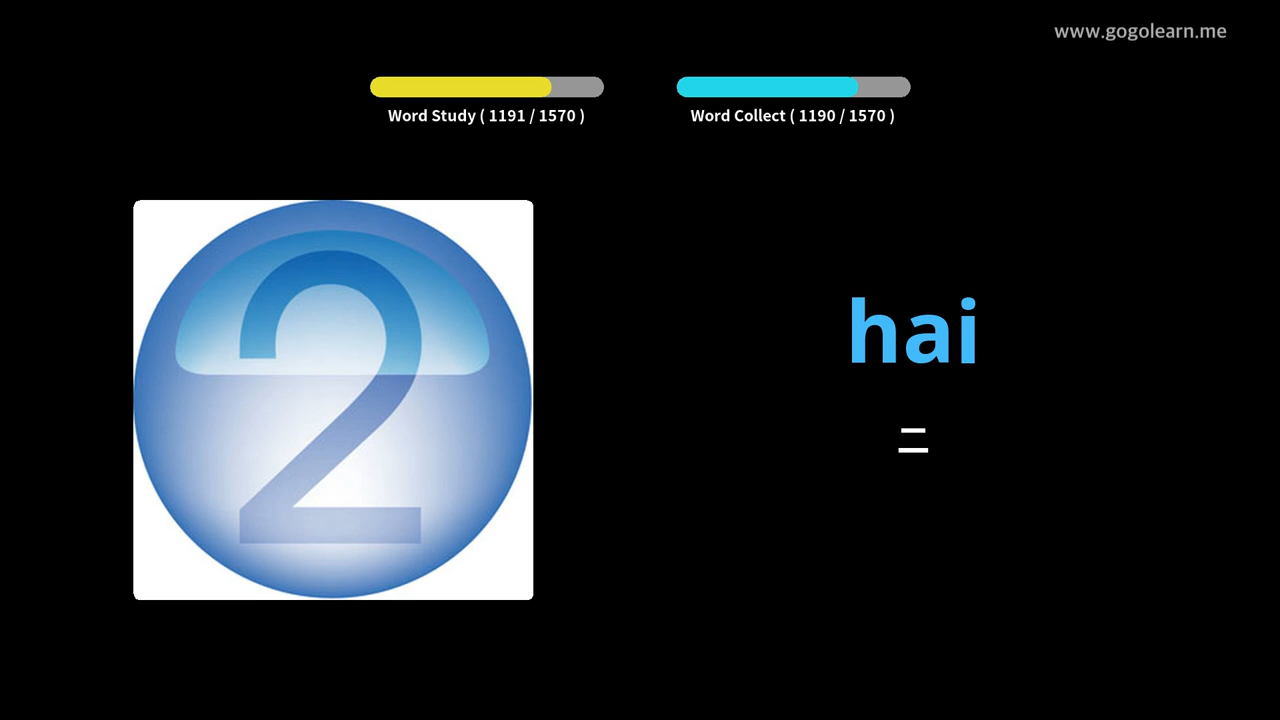 www.gogolearn.me
Word Study ( 1191 / 1570 )
Word Collect ( 1190 / 1570 )
2
hai
二